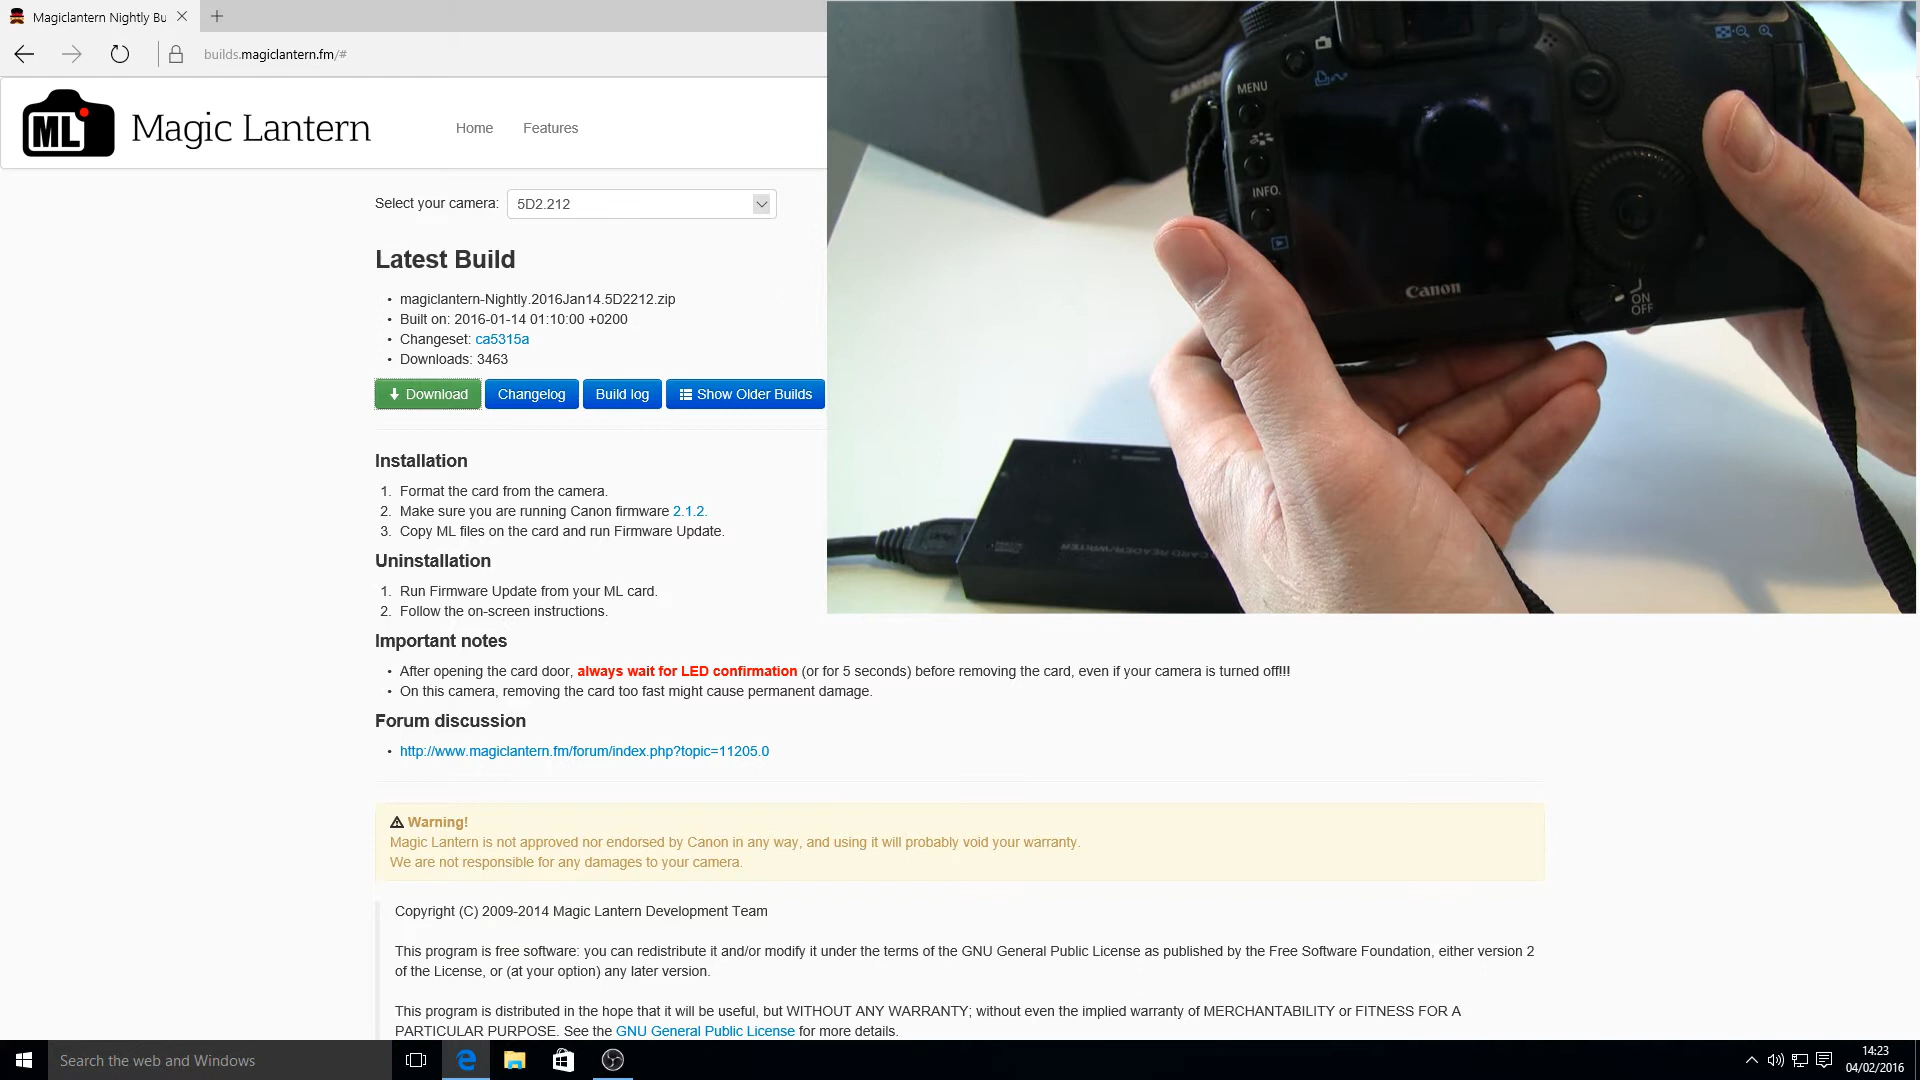 Magiclantern Nightly Bu
builds.magiclantern.fm/#
ML
Magic Lantern
Home
Features
Select your camera:
5D2.212
Latest Build
• magiclantern-Nightly.2016Jan14.5D2212.zip
• Built on: 2016-01-14 01:10:00 +0200
• Changeset: ca5315a
• Downloads: 3463
Download
Changelog
Build log
Show Older Builds
Installation
1. Format the card from the camera.
2. Make sure you are running Canon firmware 2.1.2.
3. Copy ML files on the card and run Firmware Update.
Uninstallation
1. Run Firmware Update from your ML card.
2. Follow the on-screen instructions.
Important notes
• After opening the card door, always wait for LED confirmation (or for 5 seconds) before removing the card, even if your camera is turned off!!!
• On this camera, removing the card too fast might cause permanent damage.
Forum discussion
• http://www.magiclantern.fm/forum/index.php?topic=11205.0
Warning!
Magic Lantern is not approved nor endorsed by Canon in any way, and using it will probably void your warranty.
We are not responsible for any damages to your camera.
Copyright (C) 2009-2014 Magic Lantern Development Team
This program is free software: you can redistribute it and/or modify it under the terms of the GNU General Public License as published by the Free Software Foundation, either version 2
of the License, or (at your option) any later version.
This program is distributed in the hope that it will be useful, but WITHOUT ANY WARRANTY; without even the implied warranty of MERCHANTABILITY or FITNESS FOR A
PARTICULAR PURPOSE. See the GNU General Public License for more details.
MENU
INFO.
Canon
ON
OFF
CARD READER/WRITER
Search the web and Windows
14:23
04/02/2016